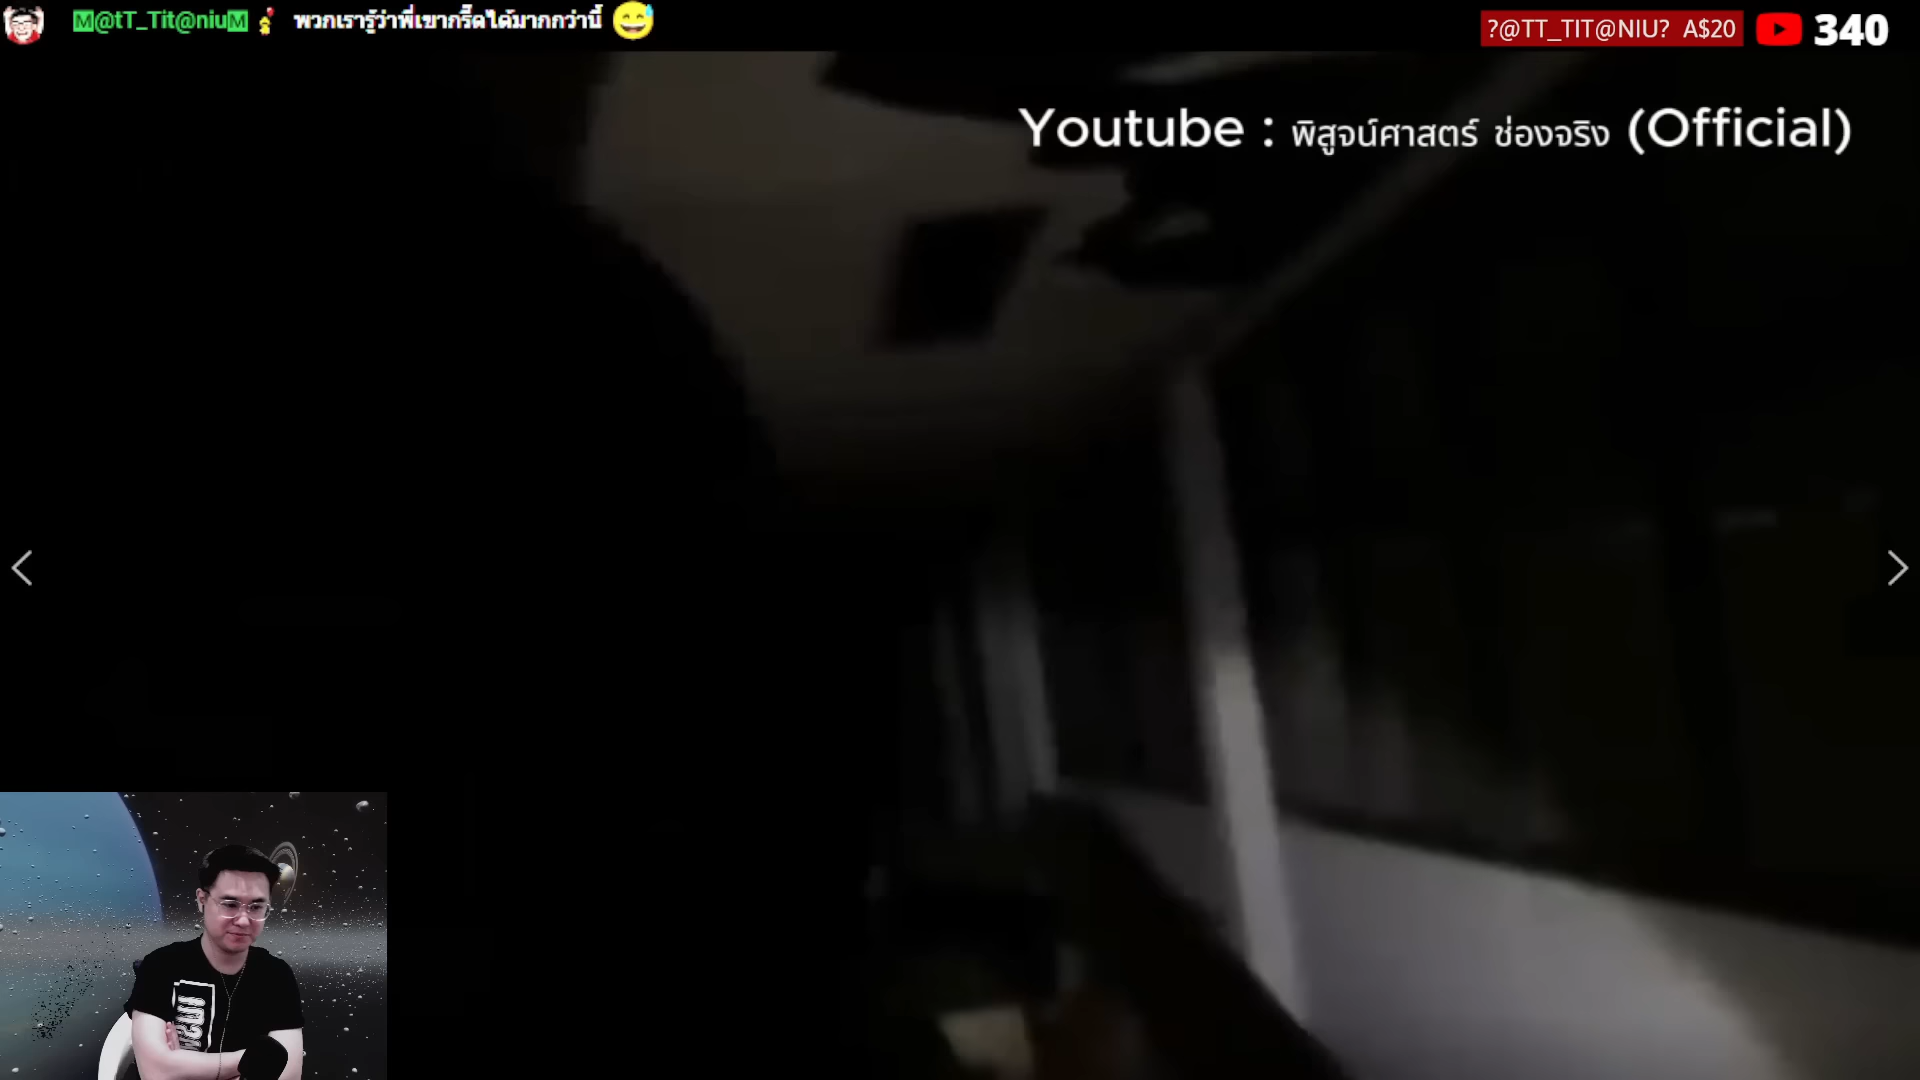 M@tT_Tit@niuM พวกเรารู้ว่าพี่เขากรี๊ดได้มากกว่านี้
?@TT_TIT@NIU? A$20 340
Youtube : พิสูจน์ศาสตร์ ช่องจริง (Official)